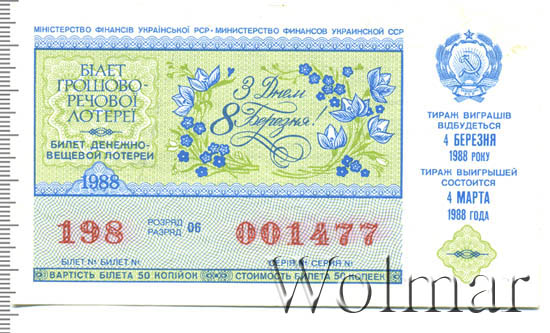 МІНІСТЕРСТВО ФІНАНСІВ УКРАЇНСЬКОЇ РСР · МИНИСТЕРСТВО ФИНАНСОВ УКРАИНСКОЙ ССР
БІЛЕТ
ГРОШОВО-
РЕЧОВОЇ
ЛОТЕРЕЇ
БИЛЕТ ДЕНЕЖНО-
ВЕЩЕВОЙ ЛОТЕРЕИ
1988
З Днем
8 Березня!
ТИРАЖ ВИГРАШІВ
ВІДБУДЕТЬСЯ
4 БЕРЕЗНЯ
1988 РОКУ
ТИРАЖ ВЫИГРЫШЕЙ
СОСТОИТСЯ
4 МАРТА
1988 ГОДА
198
РОЗРЯД
РАЗРЯД 06
001477
БІЛЕТ № БИЛЕТ №
СЕРІЯ № СЕРИЯ №
ВАРТІСТЬ БІЛЕТА 50 КОПІЙОК
СТОИМОСТЬ БИЛЕТА 50 КОПЕЕК
Wolmar